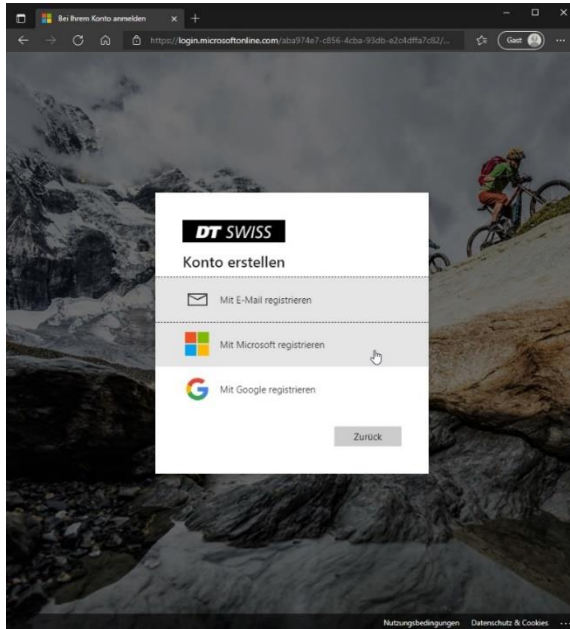 Bei Ihrem Konto anmelden
https://login.microsoftonline.com/aba974e7-c856-4cba-93db-e2c4dffa7c82/...
Gast
DT SWISS
Konto erstellen
Mit E-Mail registrieren
Mit Microsoft registrieren
Mit Google registrieren
Zurück
Nutzungsbedingungen Datenschutz & Cookies ...